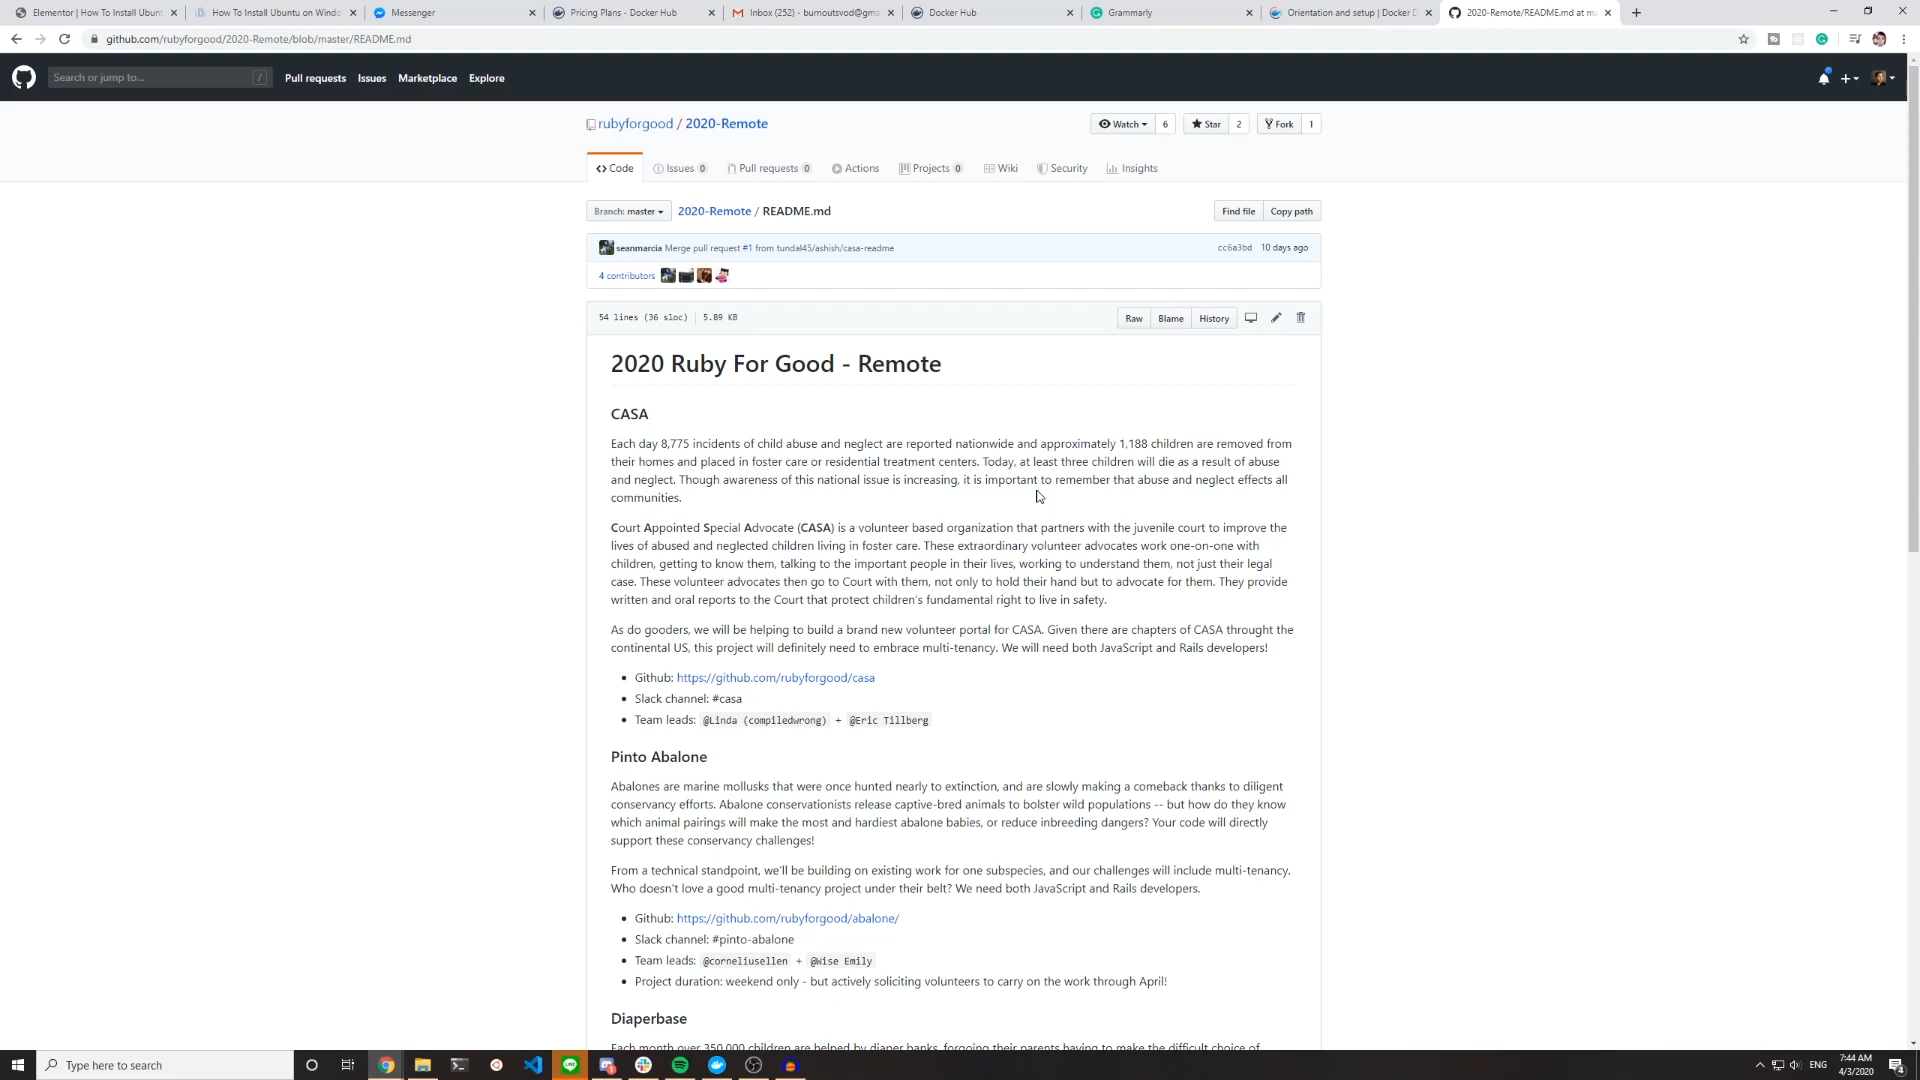 Elementor | How To Install Ubunt
How To Install Ubuntu on Windo
Messenger
Pricing Plans - Docker Hub
Inbox (252) - burnoutsvod@gma
Docker Hub
Grammarly
Orientation and setup | Docker D
2020-Remote/README.md at ma
github.com/rubyforgood/2020-Remote/blob/master/README.md
Search or jump to... /
Pull requests Issues Marketplace Explore
rubyforgood / 2020-Remote
Watch 6 Star 2 Fork 1
Code Issues 0 Pull requests 0 Actions Projects 0 Wiki Security Insights
Branch: master 2020-Remote / README.md Find file Copy path
seanmarcia Merge pull request #1 from tundal45/ashish/casa-readme cc6a3bd 10 days ago
4 contributors
54 lines (36 sloc) 5.89 KB Raw Blame History
2020 Ruby For Good - Remote
CASA
Each day 8,775 incidents of child abuse and neglect are reported nationwide and approximately 1,188 children are removed from
their homes and placed in foster care or residential treatment centers. Today, at least three children will die as a result of abuse
and neglect. Though awareness of this national issue is increasing, it is important to remember that abuse and neglect effects all
communities.
Court Appointed Special Advocate (CASA) is a volunteer based organization that partners with the juvenile court to improve the
lives of abused and neglected children living in foster care. These extraordinary volunteer advocates work one-on-one with
children, getting to know them, talking to the important people in their lives, working to understand them, not just their legal
case. These volunteer advocates then go to Court with them, not only to hold their hand but to advocate for them. They provide
written and oral reports to the Court that protect children's fundamental right to live in safety.
As do gooders, we will be helping to build a brand new volunteer portal for CASA. Given there are chapters of CASA throught the
continental US, this project will definitely need to embrace multi-tenancy. We will need both JavaScript and Rails developers!
Github: https://github.com/rubyforgood/casa
Slack channel: #casa
Team leads: @Linda (compiledwrong) + @Eric Tillberg
Pinto Abalone
Abalones are marine mollusks that were once hunted nearly to extinction, and are slowly making a comeback thanks to diligent
conservancy efforts. Abalone conservationists release captive-bred animals to bolster wild populations -- but how do they know
which animal pairings will make the most and hardiest abalone babies, or reduce inbreeding dangers? Your code will directly
support these conservancy challenges!
From a technical standpoint, we'll be building on existing work for one subspecies, and our challenges will include multi-tenancy.
Who doesn't love a good multi-tenancy project under their belt? We need both JavaScript and Rails developers.
Github: https://github.com/rubyforgood/abalone/
Slack channel: #pinto-abalone
Team leads: @corneliusellen + @Wise Emily
Project duration: weekend only - but actively soliciting volunteers to carry on the work through April!
Diaperbase
Each month over 350,000 children are helped by diaper banks, forgoing their parents having to make the difficult choice of
Type here to search
ENG
7:44 AM
4/3/2020